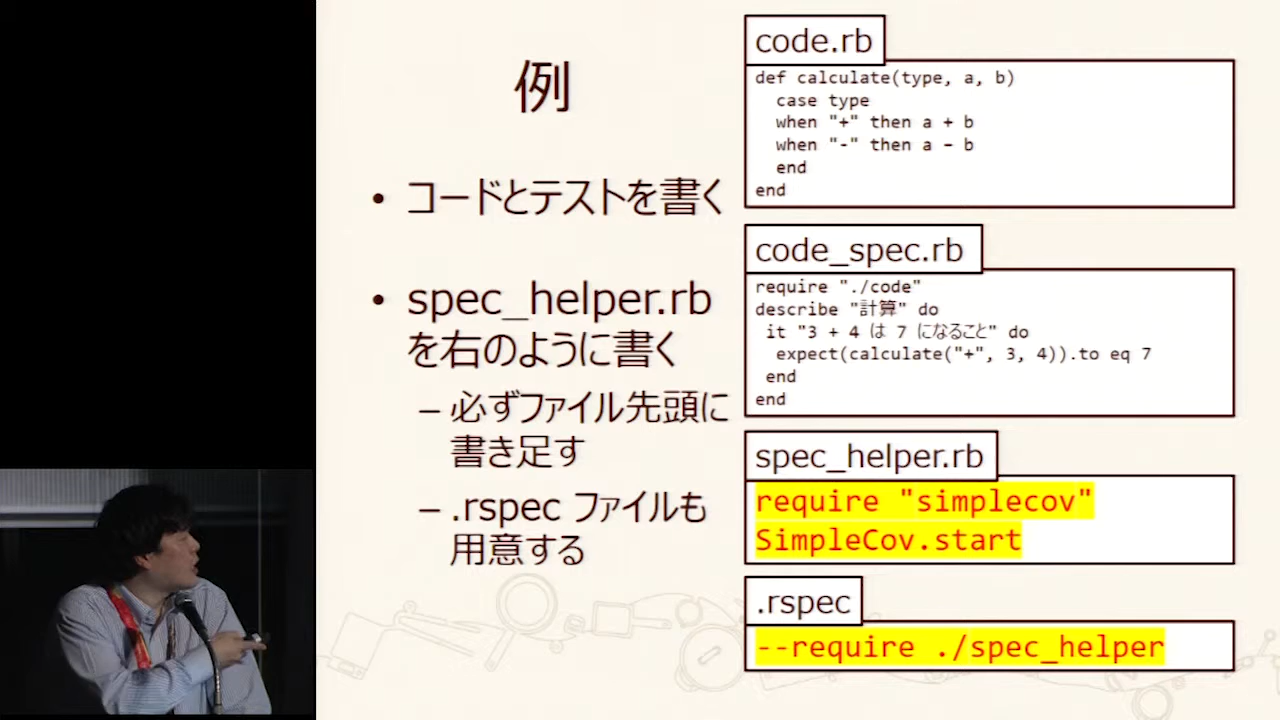 例
• コードとテストを書く
• spec_helper.rb
を右のように書く
– 必ずファイル先頭に
書き足す
– .rspec ファイルも
用意する
code.rb
def calculate(type, a, b)
  case type
  when "+" then a + b
  when "-" then a - b
  end
end
code_spec.rb
require "./code"
describe "計算" do
 it "3 + 4 は 7 になること" do
  expect(calculate("+", 3, 4)).to eq 7
 end
end
spec_helper.rb
require "simplecov"
SimpleCov.start
.rspec
--require ./spec_helper